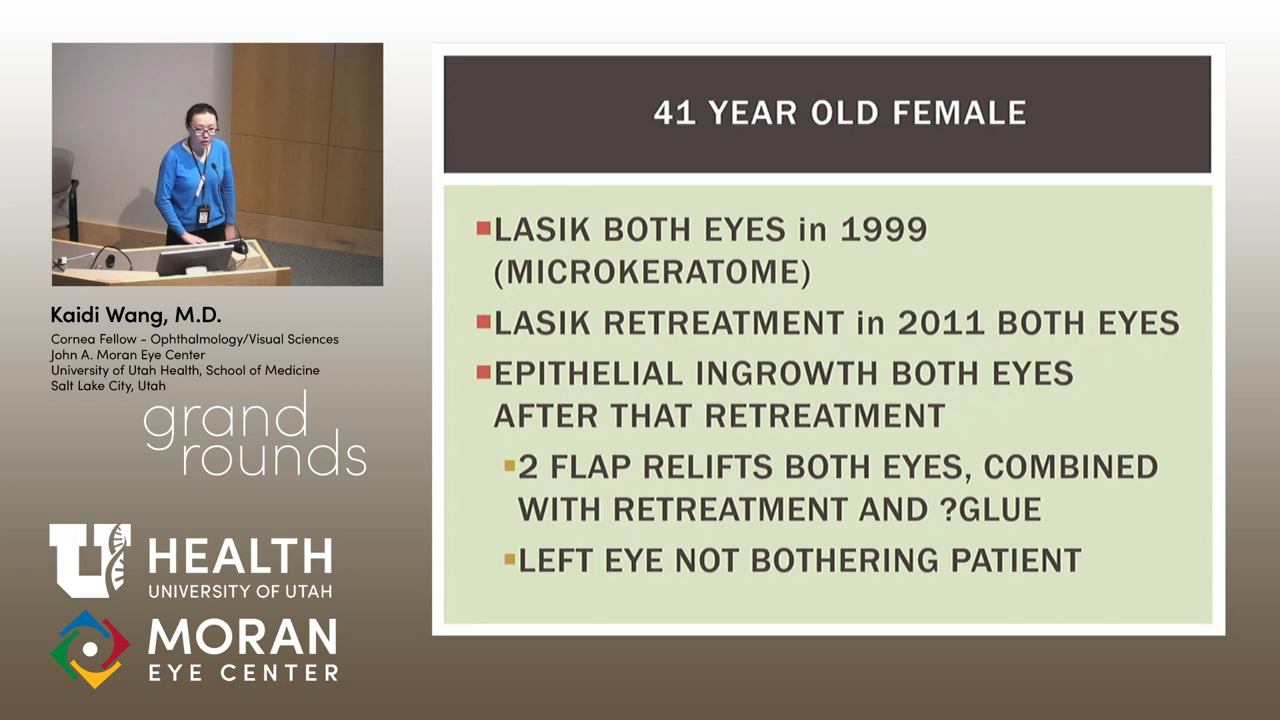 41 YEAR OLD FEMALE
LASIK BOTH EYES in 1999
(MICROKERATOME)
LASIK RETREATMENT in 2011 BOTH EYES
EPITHELIAL INGROWTH BOTH EYES
AFTER THAT RETREATMENT
2 FLAP RELIFTS BOTH EYES, COMBINED
WITH RETREATMENT AND ?GLUE
LEFT EYE NOT BOTHERING PATIENT
Kaidi Wang, M.D.
Cornea Fellow - Ophthalmology/Visual Sciences
John A. Moran Eye Center
University of Utah Health, School of Medicine
Salt Lake City, Utah
grand
rounds
U HEALTH
UNIVERSITY OF UTAH
MORAN
EYE CENTER